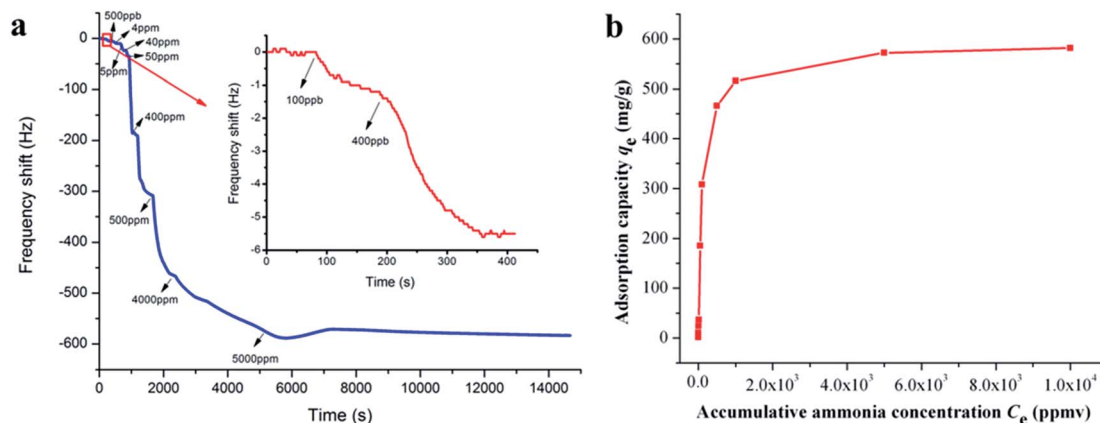 a
500ppb
4ppm
40ppm
50ppm
5ppm
400ppm
500ppm
4000ppm
5000ppm
0
-100
-200
-300
-400
-500
-600
Frequency shift (Hz)
0 2000 4000 6000 8000 10000 12000 14000
Time (s)
100ppb
400ppb
0
-1
-2
-3
-4
-5
-6
Frequency shift (Hz)
0 100 200 300 400
Time (s)
b
600
500
400
300
200
100
0
Adsorption capacity qe (mg/g)
0.0 2.0x10³ 4.0x10³ 6.0x10³ 8.0x10³ 1.0x10⁴
Accumulative ammonia concentration Ce (ppmv)